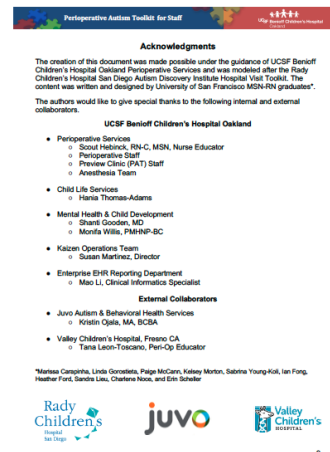 Perioperative Autism Toolkit for Staff
UCSF Benioff Children's Hospital
Oakland
Acknowledgments
The creation of this document was made possible under the guidance of UCSF Benioff
Children's Hospital Oakland Perioperative Services and was modeled after the Rady
Children's Hospital San Diego Autism Discovery Institute Hospital Visit Toolkit. The
content was written and designed by University of San Francisco MSN-RN graduates*.
The authors would like to give special thanks to the following internal and external
collaborators.
UCSF Benioff Children's Hospital Oakland
● Perioperative Services
○ Scout Hebinck, RN-C, MSN, Nurse Educator
○ Perioperative Staff
○ Preview Clinic (PAT) Staff
○ Anesthesia Team
● Child Life Services
○ Hania Thomas-Adams
● Mental Health & Child Development
○ Shanti Gooden, MD
○ Monifa Willis, PMHNP-BC
● Kaizen Operations Team
○ Susan Martinez, Director
● Enterprise EHR Reporting Department
○ Mao Li, Clinical Informatics Specialist
External Collaborators
● Juvo Autism & Behavioral Health Services
○ Kristin Ojala, MA, BCBA
● Valley Children's Hospital, Fresno CA
○ Tana Leon-Toscano, Peri-Op Educator
*Marissa Carapinha, Linda Gorostieta, Paige McCann, Kelsey Morton, Sabrina Young-Koli, Ian Fong,
Heather Ford, Sandra Lieu, Charlene Noce, and Erin Scheller
Rady
Children's
Hospital
San Diego
juvo
Valley
Children's
HOSPITAL